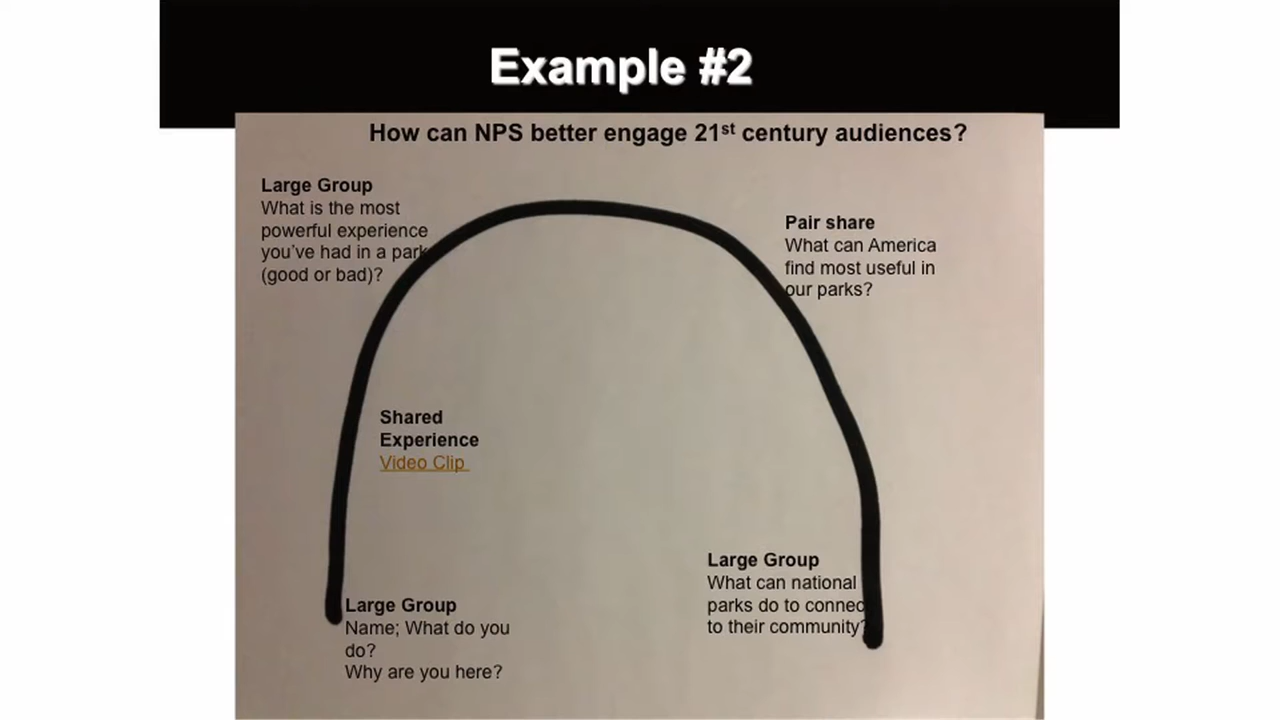 Example #2
How can NPS better engage 21st century audiences?
Large Group
What is the most
powerful experience
you've had in a park
(good or bad)?
Pair share
What can America
find most useful in
our parks?
Shared
Experience
Video Clip
Large Group
What can national
parks do to connect
to their community?
Large Group
Name; What do you
do?
Why are you here?